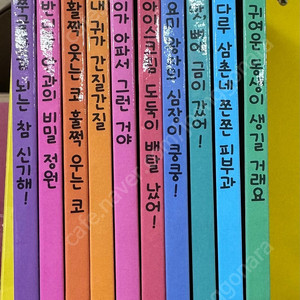 뇌는 참 신기해!
비밀 정원
활짝 웃는 코 훌쩍 우는 코
내 귀가 간질간질
이가 아파서 그런 거야
아이스크림 도둑이 배탈 났어!
심장이 쿵쿵!
뼈에 금이 갔어!
다루 삼촌네 쫀쫀 피부과
귀여운 동생이 생길 거래요